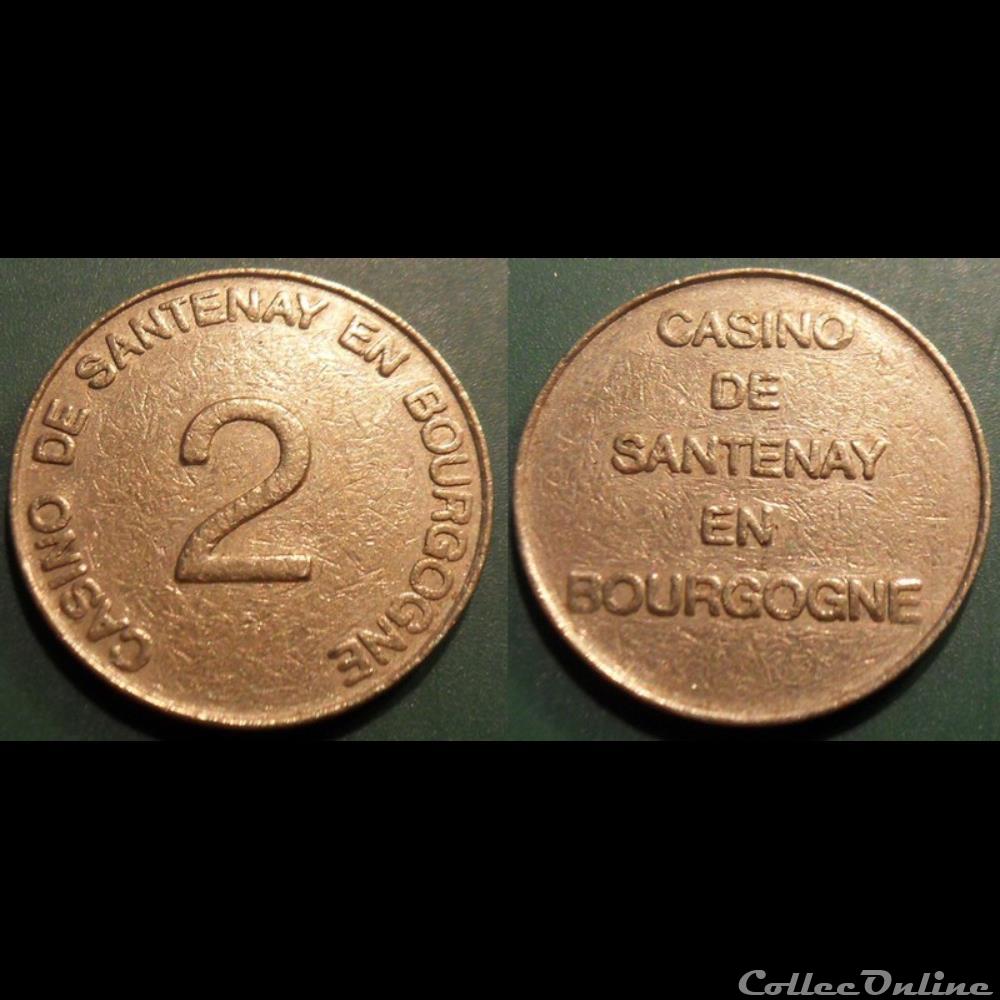 CASINO DE SANTENAY EN BOURGOGNE
2
CASINO
DE
SANTENAY
EN
BOURGOGNE
CollecOnline